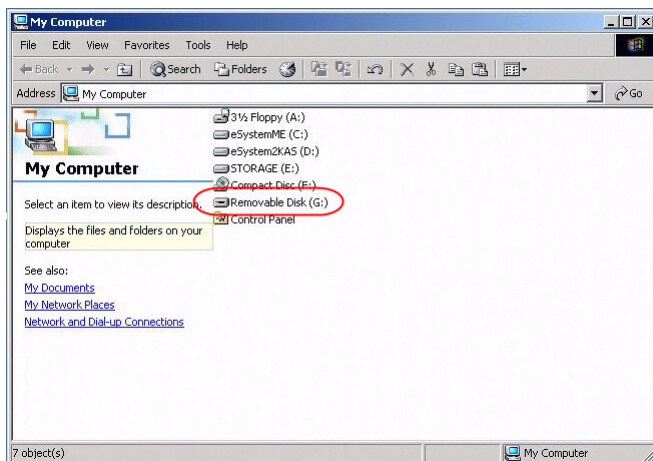 My Computer
File Edit View Favorites Tools Help
Back Search Folders
Address My Computer Go
3½ Floppy (A:)
eSystemME (C:)
eSystem2KAS (D:)
STORAGE (E:)
Compact Disc (F:)
Removable Disk (G:)
Control Panel
My Computer
Select an item to view its description.
Displays the files and folders on your
computer
See also:
My Documents
My Network Places
Network and Dial-up Connections
7 object(s) My Computer